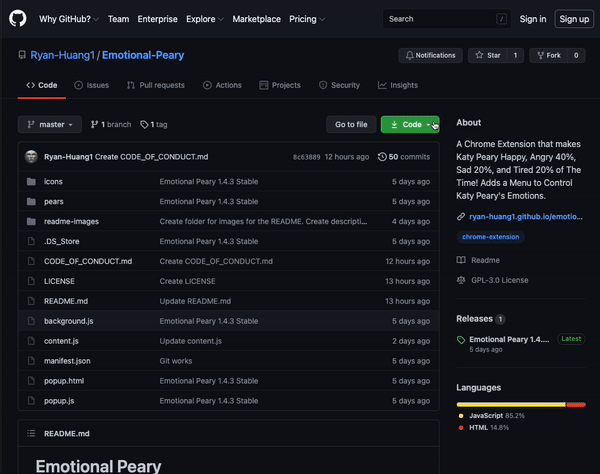 Why GitHub? Team Enterprise Explore Marketplace Pricing Search / Sign in Sign up
Ryan-Huang1 / Emotional-Peary Notifications Star 1 Fork 0
Code Issues Pull requests Actions Projects Security Insights
master 1 branch 1 tag Go to file Code
Ryan-Huang1 Create CODE_OF_CONDUCT.md 8c63889 12 hours ago 50 commits
icons Emotional Peary 1.4.3 Stable 5 days ago
pears Emotional Peary 1.4.3 Stable 5 days ago
readme-images Create folder for images for the README. Create descripti... 4 days ago
.DS_Store Emotional Peary 1.4.3 Stable 5 days ago
CODE_OF_CONDUCT.md Create CODE_OF_CONDUCT.md 12 hours ago
LICENSE Create LICENSE 13 hours ago
README.md Update README.md 13 hours ago
background.js Emotional Peary 1.4.3 Stable 5 days ago
content.js Update content.js 2 days ago
manifest.json Git works 5 days ago
popup.html Emotional Peary 1.4.3 Stable 5 days ago
popup.js Emotional Peary 1.4.3 Stable 5 days ago
README.md
Emotional Peary
About
A Chrome Extension that makes
Katy Peary Happy, Angry 40%,
Sad 20%, and Tired 20% of The
Time! Adds a Menu to Control
Katy Peary's Emotions.
ryan-huang1.github.io/emotio...
chrome-extension
Readme
GPL-3.0 License
Releases 1
Emotional Peary 1.4.... Latest
5 days ago
Languages
JavaScript 85.2%
HTML 14.8%